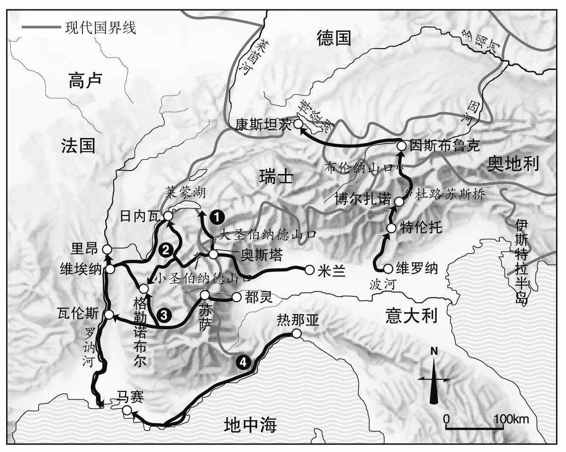 现代国界线
德国
多瑙河
莱茵河
高卢
康斯坦茨
因河
因斯布鲁克
法国
布伦纳山口
奥地利
瑞士
莱蒙湖
博尔扎诺
杜路苏斯桥
日内瓦
1
大圣伯纳德山口
特伦托
伊斯特拉半岛
里昂
2
奥斯塔
维埃纳
小圣伯纳德山口
米兰
维罗纳
波河
格勒诺布尔
苏萨
都灵
瓦伦斯
3
热那亚
意大利
罗讷河
4
N
马赛
地中海
0
100km